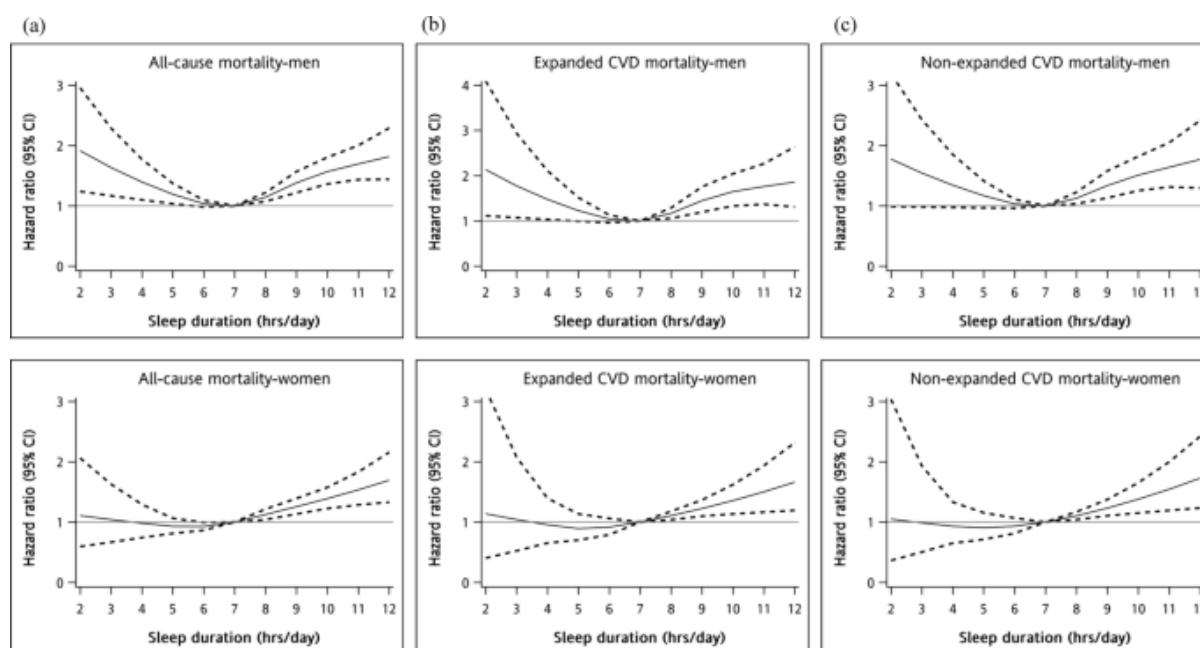 (a) (b) (c)
All-cause mortality-men
Hazard ratio (95% CI)
3
2
1
0
2 3 4 5 6 7 8 9 10 11 12
Sleep duration (hrs/day)
Expanded CVD mortality-men
Hazard ratio (95% CI)
4
3
2
1
0
2 3 4 5 6 7 8 9 10 11 12
Sleep duration (hrs/day)
Non-expanded CVD mortality-men
Hazard ratio (95% CI)
3
2
1
0
2 3 4 5 6 7 8 9 10 11
Sleep duration (hrs/day)
All-cause mortality-women
Hazard ratio (95% CI)
3
2
1
0
2 3 4 5 6 7 8 9 10 11 12
Sleep duration (hrs/day)
Expanded CVD mortality-women
Hazard ratio (95% CI)
3
2
1
0
2 3 4 5 6 7 8 9 10 11 12
Sleep duration (hrs/day)
Non-expanded CVD mortality-women
Hazard ratio (95% CI)
3
2
1
0
2 3 4 5 6 7 8 9 10 11
Sleep duration (hrs/day)